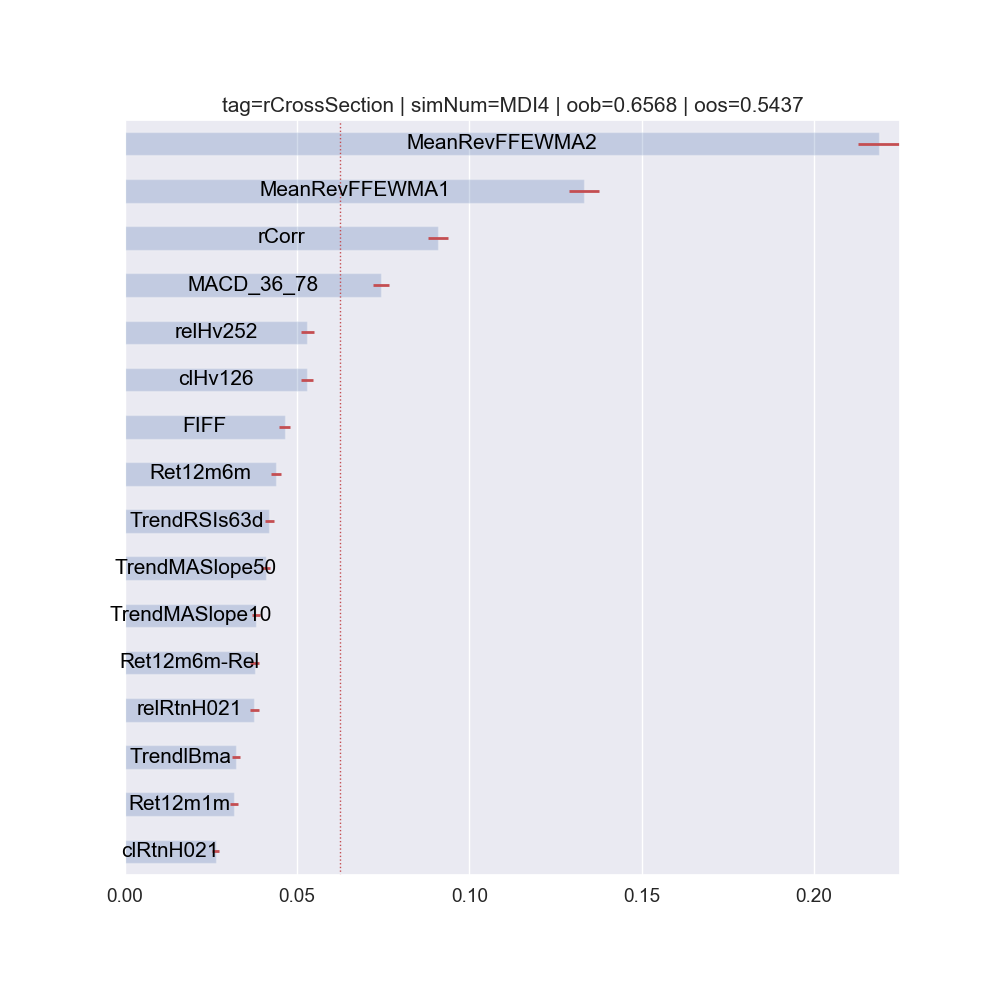 tag=rCrossSection | simNum=MDI4 | oob=0.6568 | oos=0.5437
MeanRevFFEWMA2
MeanRevFFEWMA1
rCorr
MACD_36_78
relHv252
clHv126
FIFF
Ret12m6m
TrendRSIs63d
TrendMASlope50
TrendMASlope10
Ret12m6m-Rel
relRtnH021
TrendIBma
Ret12m1m
clRtnH021
0.00 0.05 0.10 0.15 0.20